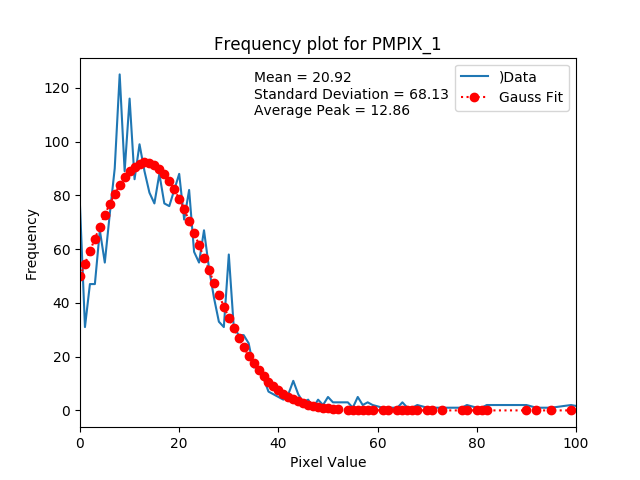 Frequency plot for PMPIX_1
Mean = 20.92
Standard Deviation = 68.13
Average Peak = 12.86
)Data
Gauss Fit
Frequency
120
100
80
60
40
20
0
0 20 40 60 80 100
Pixel Value